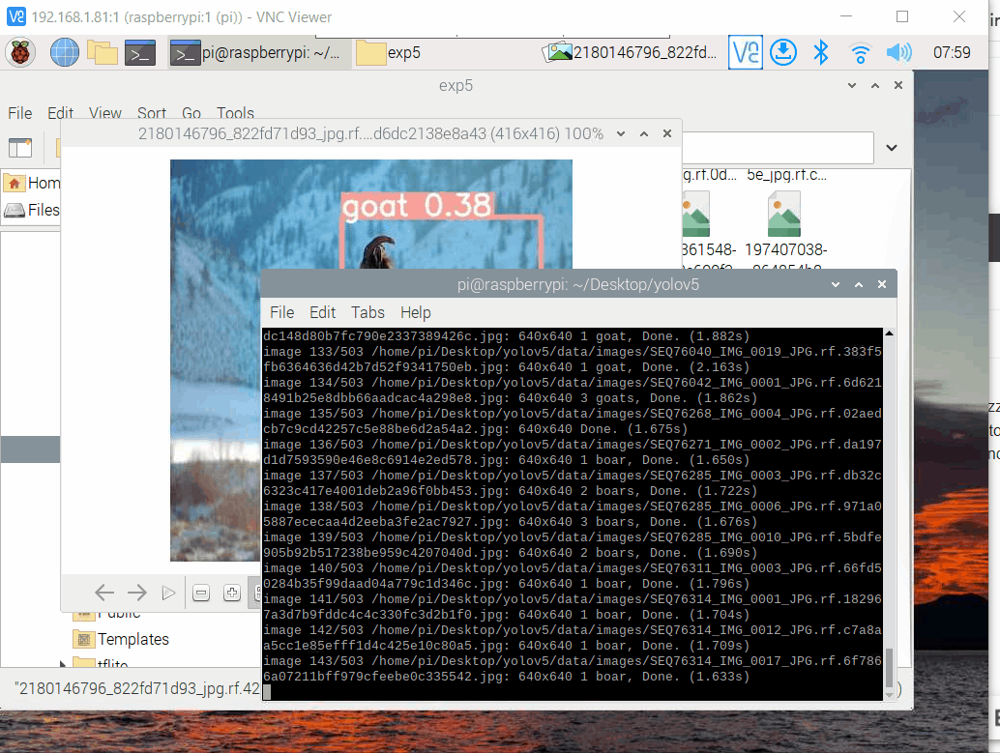 192.168.1.81:1 (raspberrypi:1 (pi)) - VNC Viewer
pi@raspberrypi: ~/...
exp5
2180146796_822fd...
07:59
exp5
File Edit View Sort Go Tools
2180146796_822fd71d93_jpg.rf....d6dc2138e8a43 (416x416) 100%
Hom
g.rf.0d... 5e_jpg.rf.c...
Files
goat 0.38
361548- 197407038-
pi@raspberrypi: ~/Desktop/yolov5
File Edit Tabs Help
dc148d80b7fc790e2337389426c.jpg: 640x640 1 goat, Done. (1.882s)
image 133/503 /home/pi/Desktop/yolov5/data/images/SEQ76040_IMG_0019_JPG.rf.383f5
fb6364636d42b7d52f9341750eb.jpg: 640x640 1 goat, Done. (2.163s)
image 134/503 /home/pi/Desktop/yolov5/data/images/SEQ76042_IMG_0001_JPG.rf.6d621
8491b25e8dbb66aadcac4a298e8.jpg: 640x640 3 goats, Done. (1.862s)
image 135/503 /home/pi/Desktop/yolov5/data/images/SEQ76268_IMG_0004_JPG.rf.02aed
cb7c9cd42257c5e88be6d2a54a2.jpg: 640x640 Done. (1.675s)
image 136/503 /home/pi/Desktop/yolov5/data/images/SEQ76271_IMG_0002_JPG.rf.da197
d1d7593590e46e8c6914e2ed578.jpg: 640x640 1 boar, Done. (1.650s)
image 137/503 /home/pi/Desktop/yolov5/data/images/SEQ76285_IMG_0003_JPG.rf.db32c
6323c417e4001deb2a96f0bb453.jpg: 640x640 2 boars, Done. (1.722s)
image 138/503 /home/pi/Desktop/yolov5/data/images/SEQ76285_IMG_0006_JPG.rf.971a0
5887ececaa4d2eeba3fe2ac7927.jpg: 640x640 3 boars, Done. (1.676s)
image 139/503 /home/pi/Desktop/yolov5/data/images/SEQ76285_IMG_0010_JPG.rf.5bdfe
905b92b517238be959c4207040d.jpg: 640x640 2 boars, Done. (1.690s)
image 140/503 /home/pi/Desktop/yolov5/data/images/SEQ76311_IMG_0003_JPG.rf.66fd5
0284b35f99daad04a779c1d346c.jpg: 640x640 1 boar, Done. (1.796s)
image 141/503 /home/pi/Desktop/yolov5/data/images/SEQ76314_IMG_0001_JPG.rf.18296
7a3d7b9fddc4c4c330fc3d2b1f0.jpg: 640x640 1 boar, Done. (1.704s)
image 142/503 /home/pi/Desktop/yolov5/data/images/SEQ76314_IMG_0012_JPG.rf.c7a8a
a5cc1e85efff1d4c425e10c80a5.jpg: 640x640 1 boar, Done. (1.709s)
image 143/503 /home/pi/Desktop/yolov5/data/images/SEQ76314_IMG_0017_JPG.rf.6f786
6a07211bff979cfeebe0c335542.jpg: 640x640 1 boar, Done. (1.633s)
Public
Templates
tflite
"2180146796_822fd71d93_jpg.rf.42